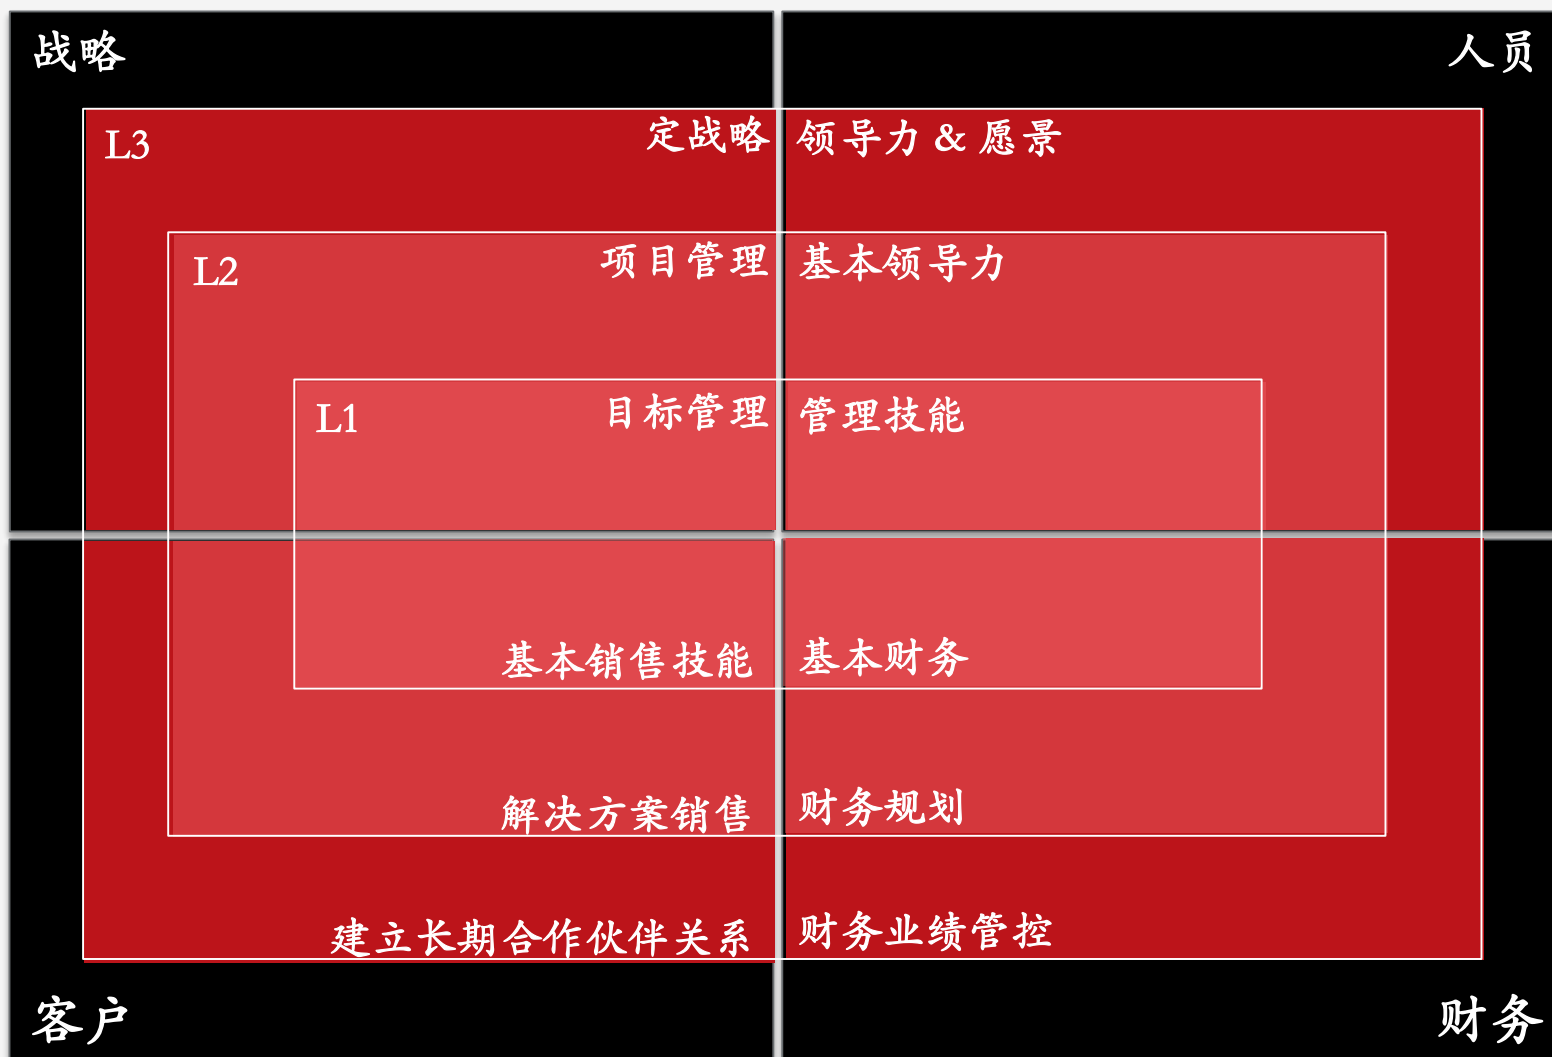 战略
人员
L3
定战略
领导力 & 愿景
L2
项目管理
基本领导力
L1
目标管理
管理技能
基本销售技能
基本财务
解决方案销售
财务规划
建立长期合作伙伴关系
财务业绩管控
客户
财务